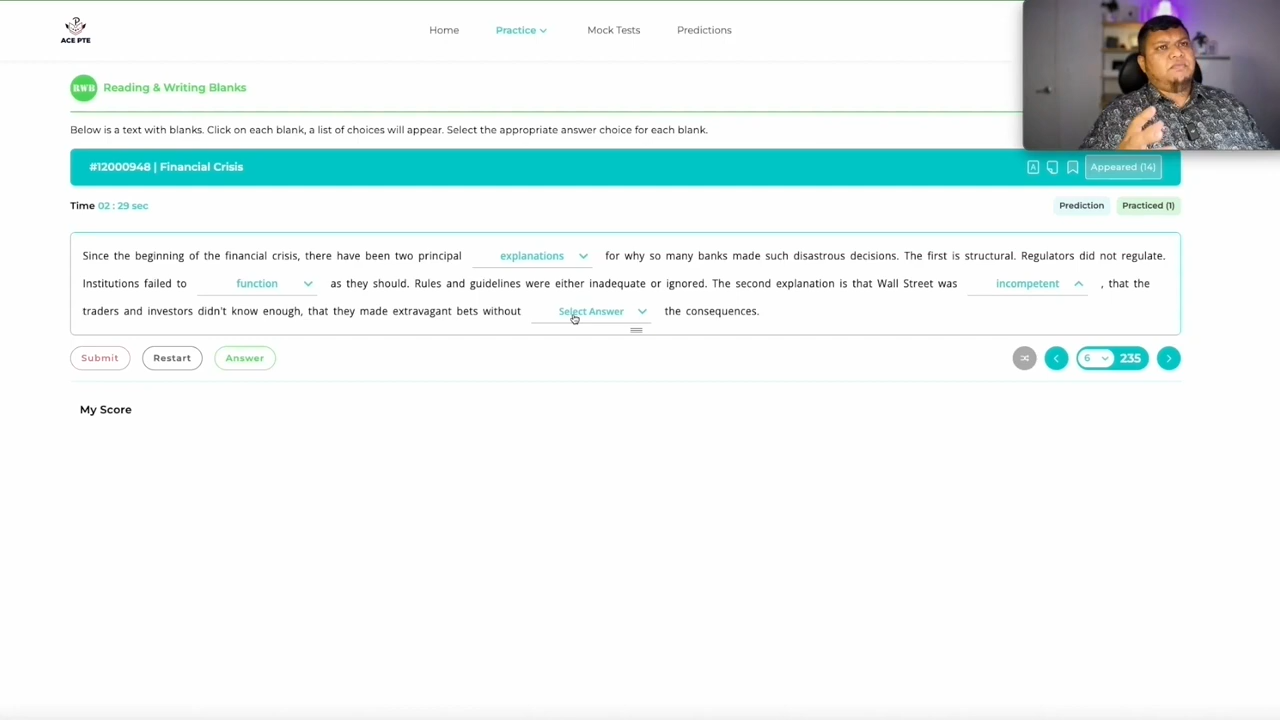 ACE PTE
Home
Practice
Mock Tests
Predictions
RWB
Reading & Writing Blanks
Below is a text with blanks. Click on each blank, a list of choices will appear. Select the appropriate answer choice for each blank.
#12000948 | Financial Crisis
A
Appeared (14)
Time 02 : 29 sec
Prediction
Practiced (1)
Since the beginning of the financial crisis, there have been two principal explanations for why so many banks made such disastrous decisions. The first is structural. Regulators did not regulate.
Institutions failed to function as they should. Rules and guidelines were either inadequate or ignored. The second explanation is that Wall Street was incompetent , that the
traders and investors didn't know enough, that they made extravagant bets without Select Answer the consequences.
Submit
Restart
Answer
6
235
My Score